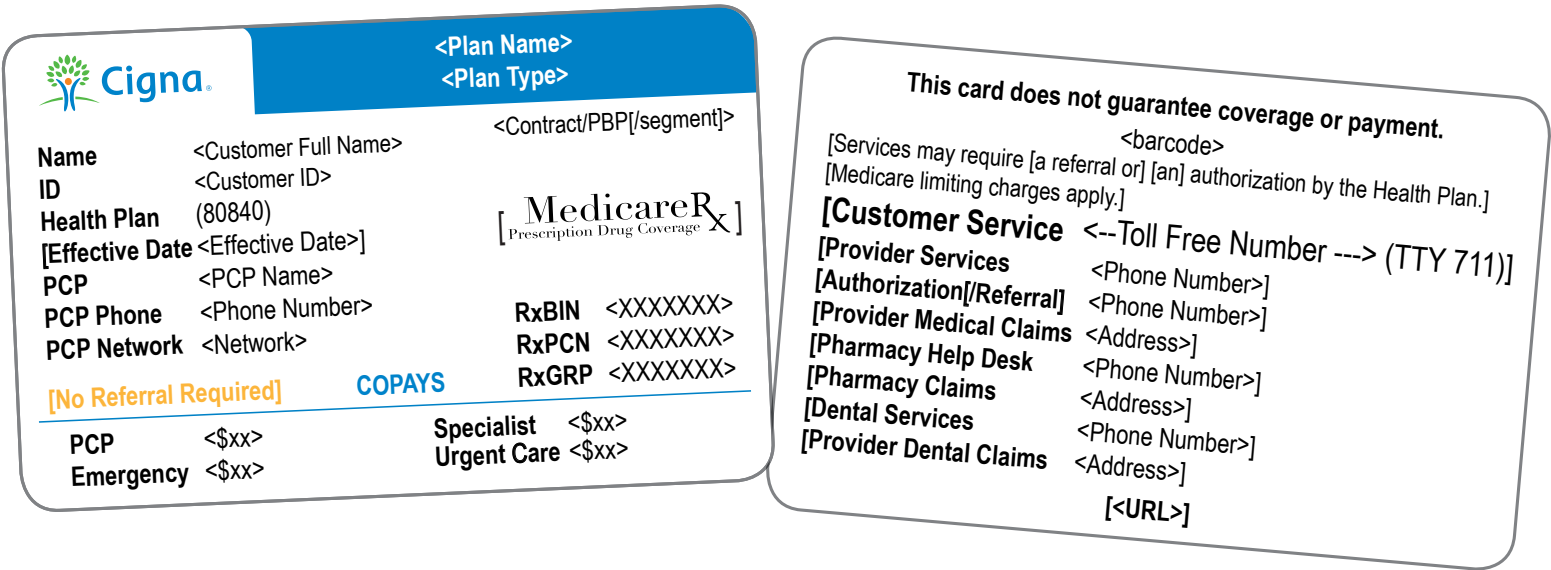 Cigna®
<Plan Name>
<Plan Type>
<Contract/PBP[/segment]>
Name <Customer Full Name>
ID <Customer ID>
Health Plan (80840)
[Effective Date <Effective Date>]
PCP <PCP Name>
PCP Phone <Phone Number>
PCP Network <Network>
[MedicareRx]
Prescription Drug Coverage
RxBIN <XXXXXXX>
RxPCN <XXXXXXX>
RxGRP <XXXXXXX>
[No Referral Required] COPAYS
PCP <$xx> Specialist <$xx>
Emergency <$xx> Urgent Care <$xx>
This card does not guarantee coverage or payment.
<barcode>
[Services may require [a referral or] [an] authorization by the Health Plan.]
[Medicare limiting charges apply.]
[Customer Service <--Toll Free Number ---> (TTY 711)]
[Provider Services <Phone Number>]
[Authorization[/Referral] <Phone Number>]
[Provider Medical Claims <Address>]
[Pharmacy Help Desk <Phone Number>]
[Pharmacy Claims <Address>]
[Dental Services <Phone Number>]
[Provider Dental Claims <Address>]
[<URL>]